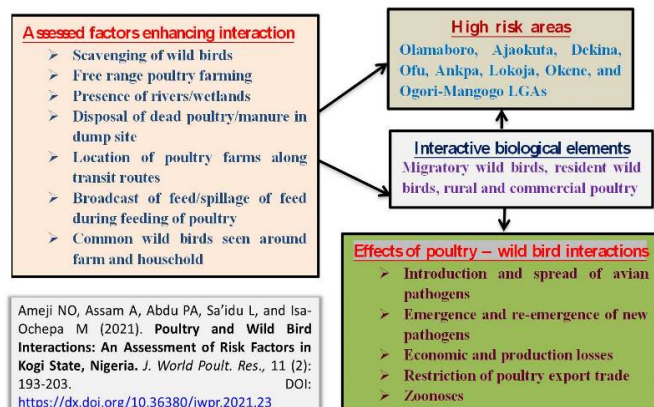 Assessed factors enhancing interaction
➢ Scavenging of wild birds
➢ Free range poultry farming
➢ Presence of rivers/wetlands
➢ Disposal of dead poultry/manure in
dump site
➢ Location of poultry farms along
transit routes
➢ Broadcast of feed/spillage of feed
during feeding of poultry
➢ Common wild birds seen around
farm and household
High risk areas
Olamaboro, Ajaokuta, Dekina,
Ofu, Ankpa, Lokoja, Okene, and
Ogori-Mangogo LGAs
Interactive biological elements
Migratory wild birds, resident wild
birds, rural and commercial poultry
Effects of poultry – wild bird interactions
➢ Introduction and spread of avian
pathogens
➢ Emergence and re-emergence of new
pathogens
➢ Economic and production losses
➢ Restriction of poultry export trade
➢ Zoonoses
Ameji NO, Assam A, Abdu PA, Sa'idu L, and Isa-
Ochepa M (2021). Poultry and Wild Bird
Interactions: An Assessment of Risk Factors in
Kogi State, Nigeria. J. World Poult. Res., 11 (2):
193-203. DOI:
https://dx.doi.org/10.36380/jwpr.2021.23